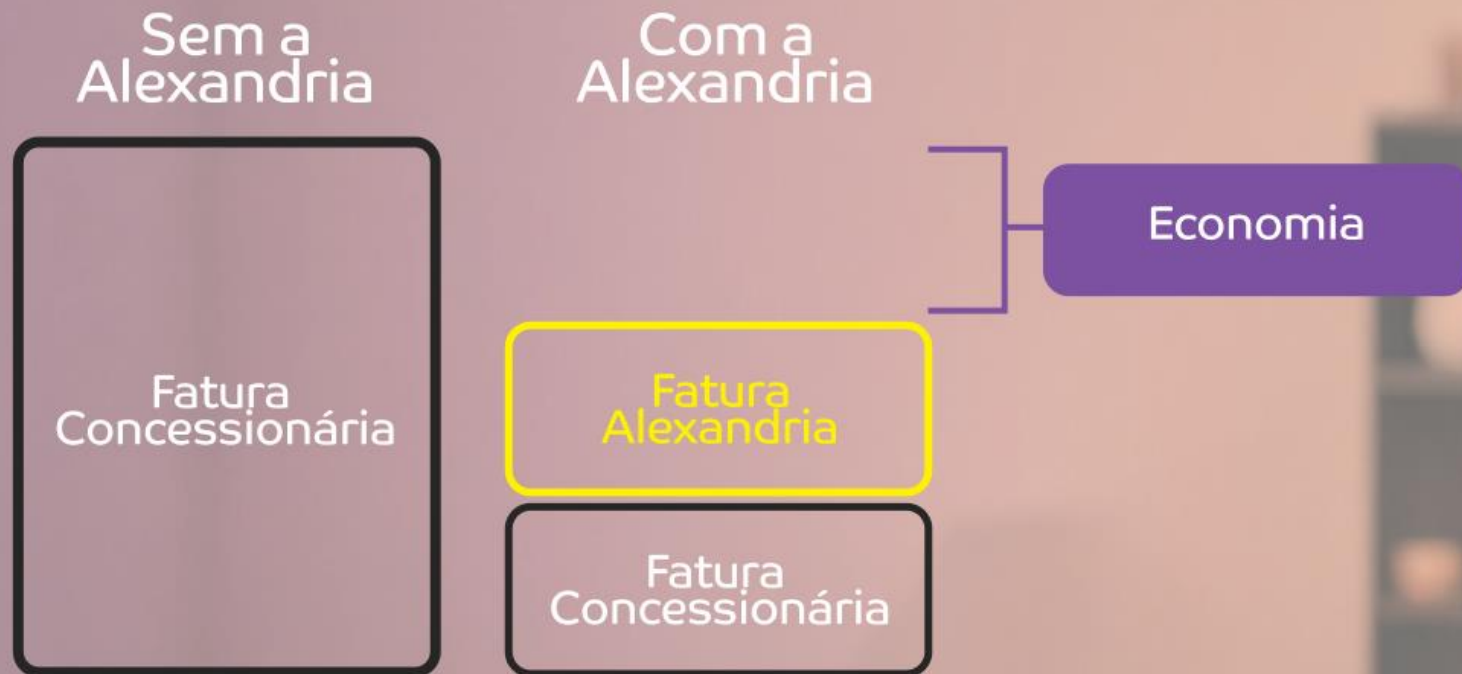 Sem a
Alexandria
Com a
Alexandria
Economia
Fatura
Concessionária
Fatura
Alexandria
Fatura
Concessionária